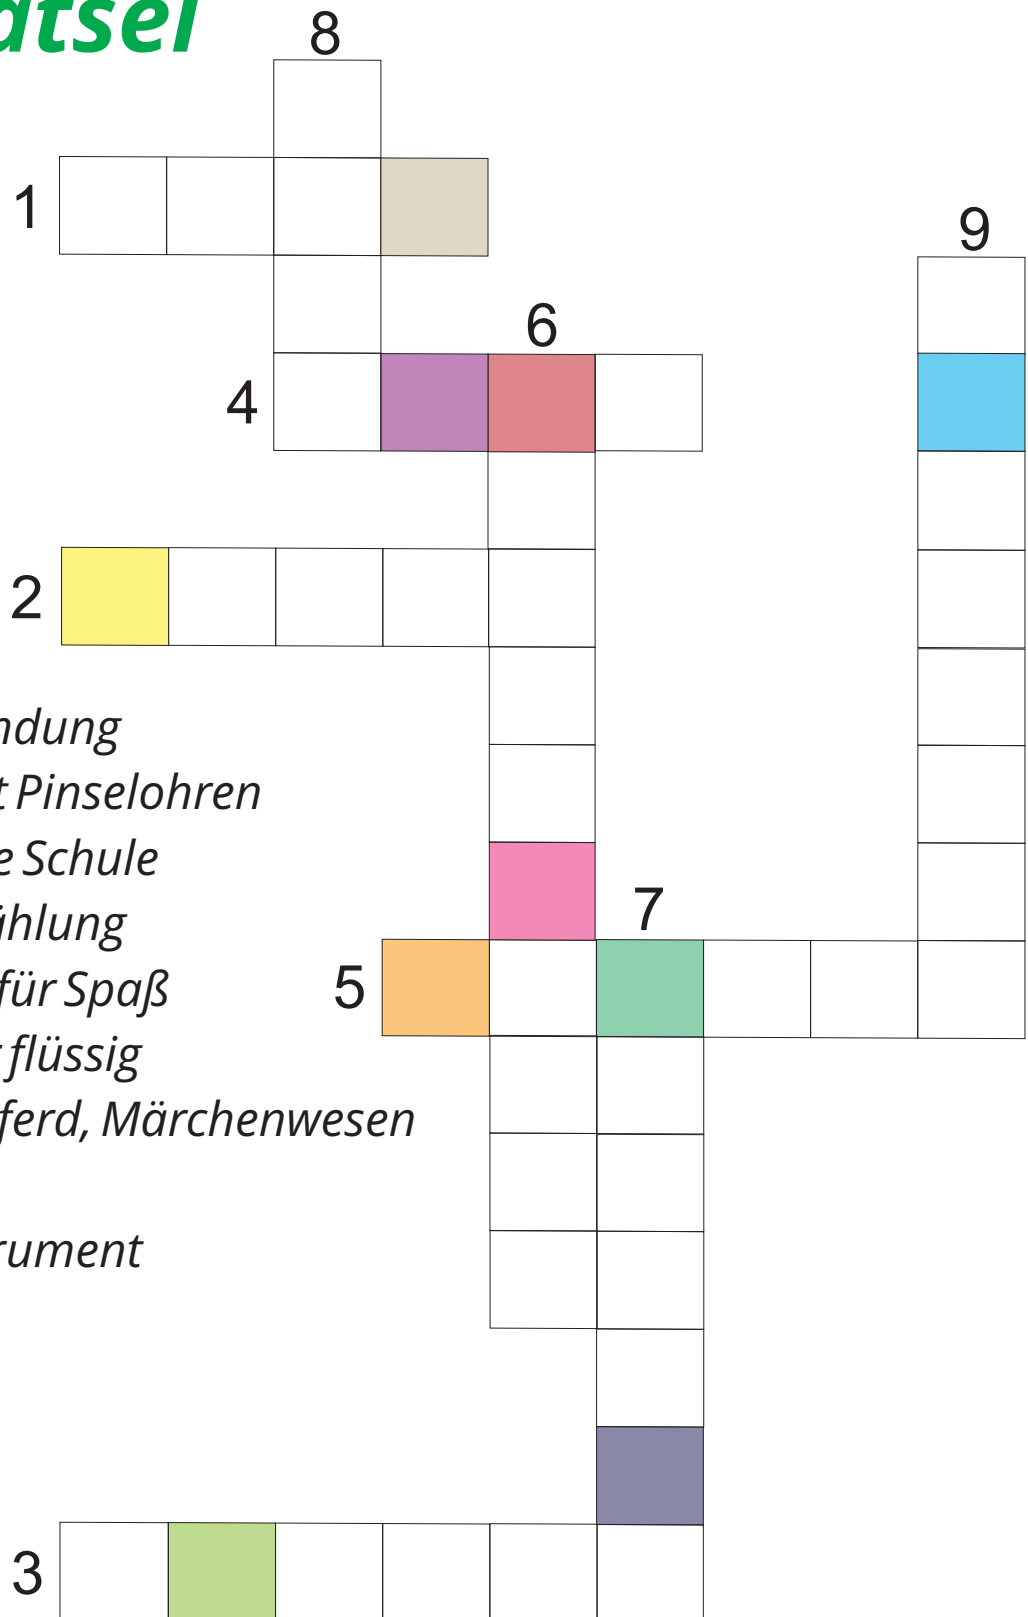 ätsel
8
1
9
6
4
2
ndung
t Pinselohren
e Schule
ählung
für Spaß
7
5
r flüssig
ferd, Märchenwesen
rument
3